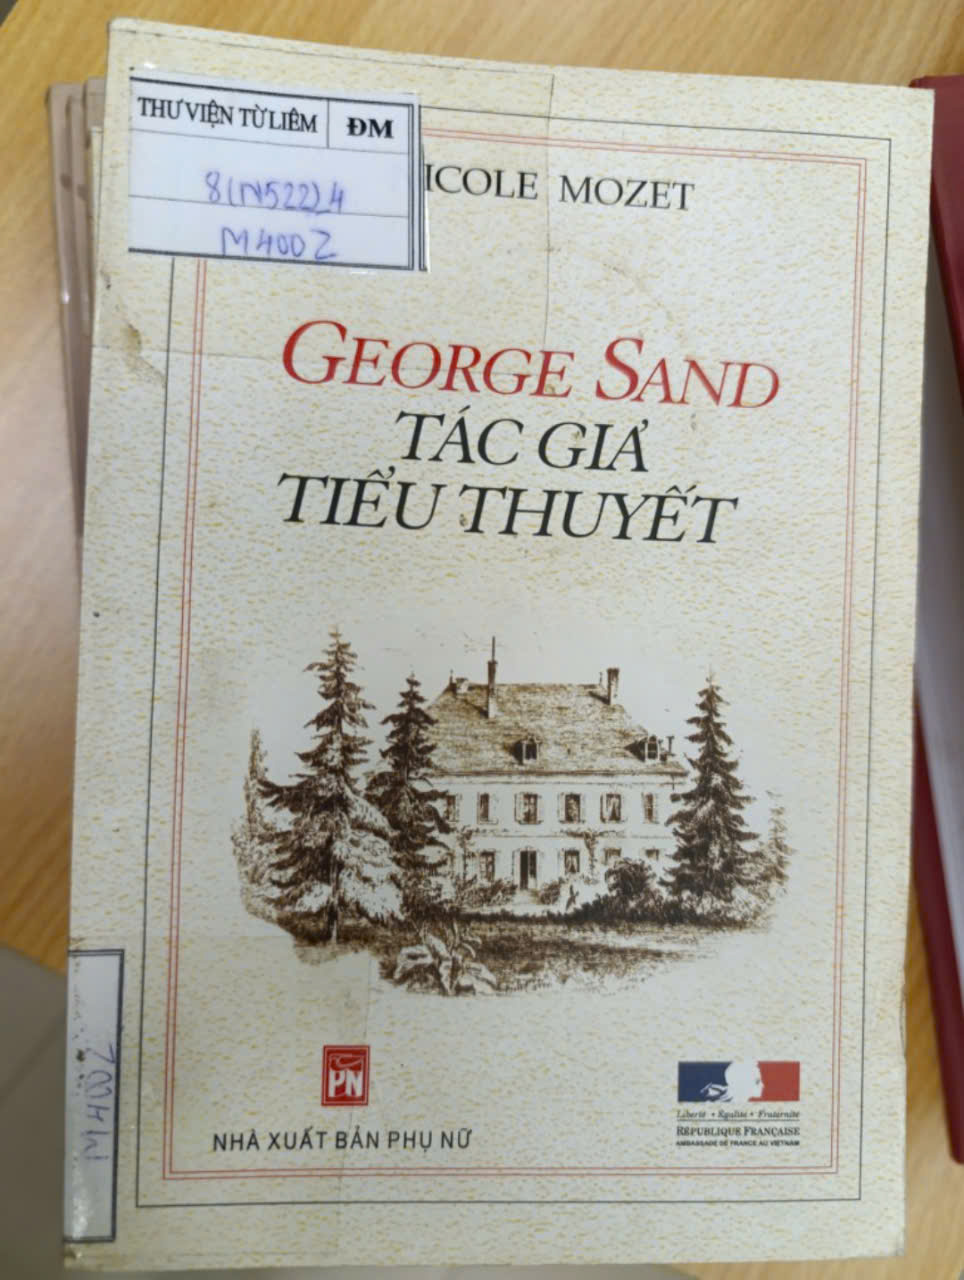 THƯ VIỆN TỪ LIÊM ĐM
8(N522)4
M400Z
ICOLE MOZET
GEORGE SAND
TÁC GIẢ
TIỂU THUYẾT
PN
NHÀ XUẤT BẢN PHỤ NỮ
Liberté • Égalité • Fraternité
RÉPUBLIQUE FRANÇAISE
AMBASSADE DE FRANCE AU VIETNAM
M400Z